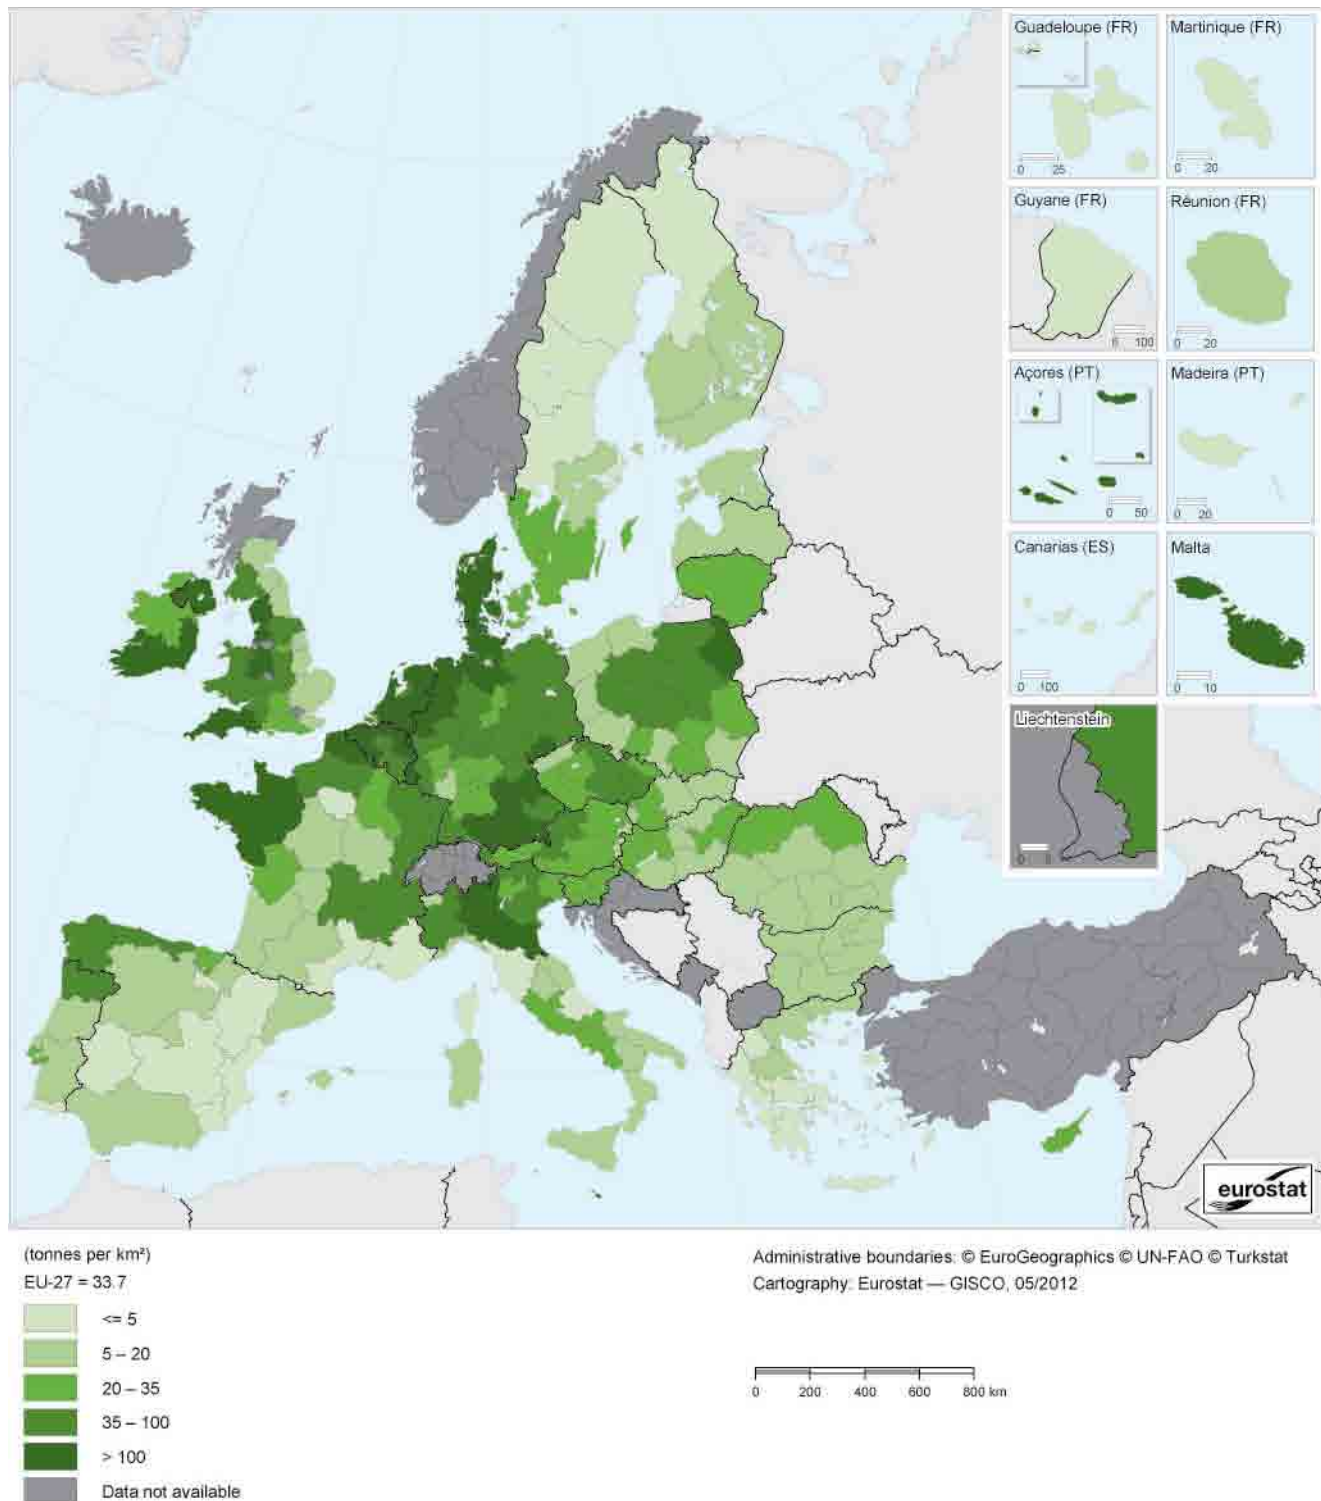 Guadeloupe (FR)
0 25
Martinique (FR)
0 20
Guyane (FR)
0 100
Réunion (FR)
0 20
Açores (PT)
0 50
Madeira (PT)
0 20
Canarias (ES)
0 100
Malta
0 10
Liechtenstein
eurostat
(tonnes per km²)
EU-27 = 33.7
<= 5
5 – 20
20 – 35
35 – 100
> 100
Data not available
Administrative boundaries: © EuroGeographics © UN-FAO © Turkstat
Cartography: Eurostat — GISCO, 05/2012
0 200 400 600 800 km